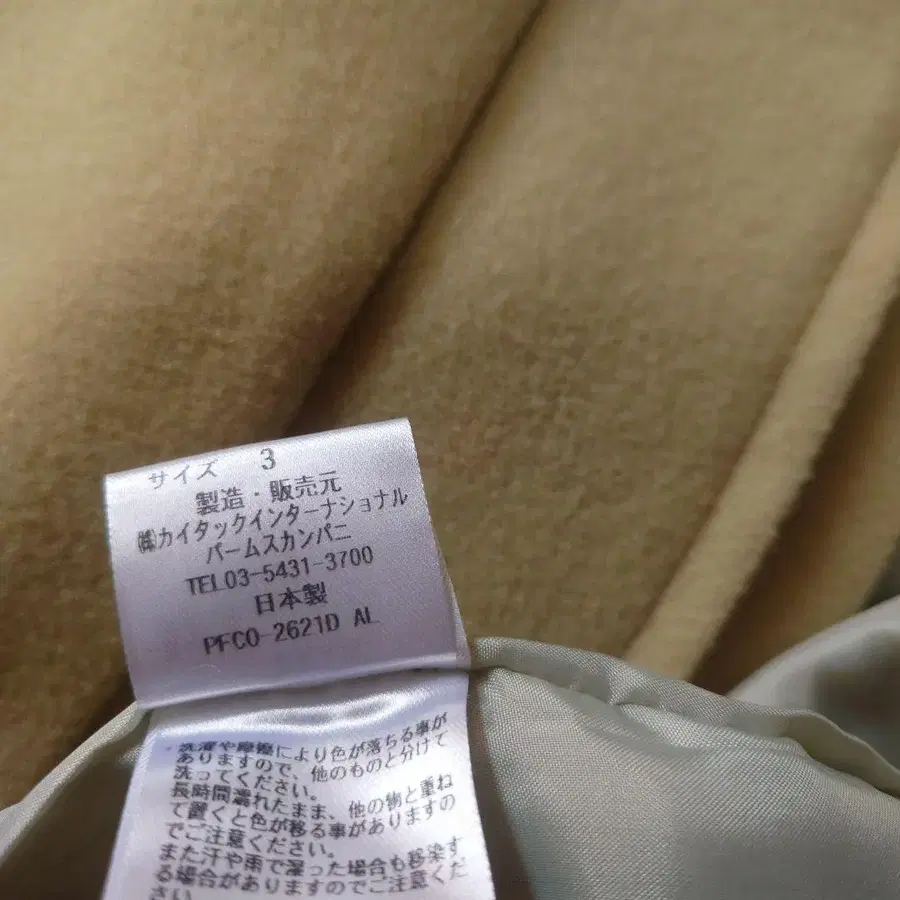 サイズ 3
製造・販売元
㈱カイタックインターナショナル
パームスカンパニ
TEL03-5431-3700
日本製
PFCO-2621D AL
・洗濯や摩擦により色が落ちる事が
ありますので、他のものと分けて
洗ってください。
長時間濡れたまま、他の物と重ね
て置くと色が移る事がありますの
でご注意ください。
また汗や雨で湿った場合も移染す
る場合がありますのでご注意くだ
さい。